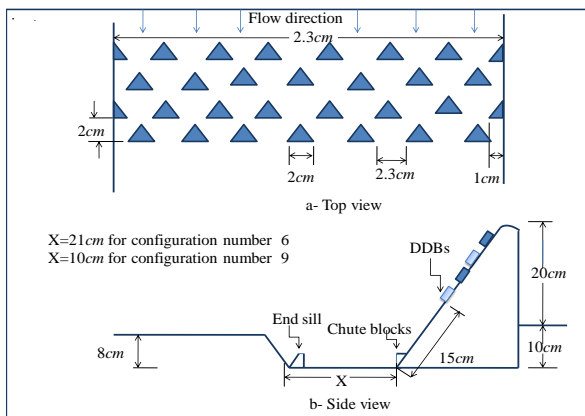 Flow direction
2.3cm
2cm
2cm
2.3cm
1cm
a- Top view
X=21cm for configuration number 6
X=10cm for configuration number 9
DDBs
20cm
End sill
Chute blocks
8cm
15cm
10cm
X
b- Side view